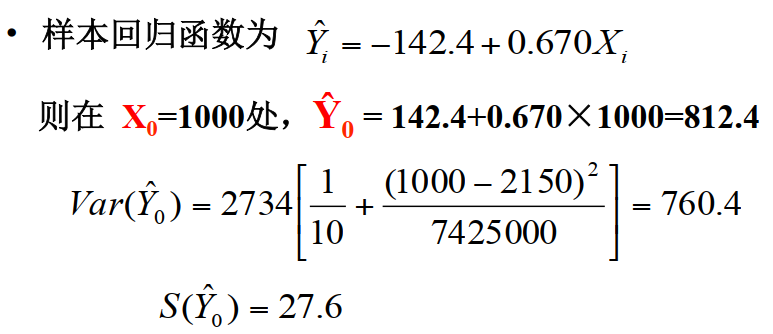 • 样本回归函数为 Ŷᵢ = −142.4 + 0.670Xᵢ
则在 X₀=1000处，Ŷ₀ = 142.4+0.670×1000=812.4
Var(Ŷ₀) = 2734[1/10 + (1000 − 2150)²/7425000] = 760.4
S(Ŷ₀) = 27.6